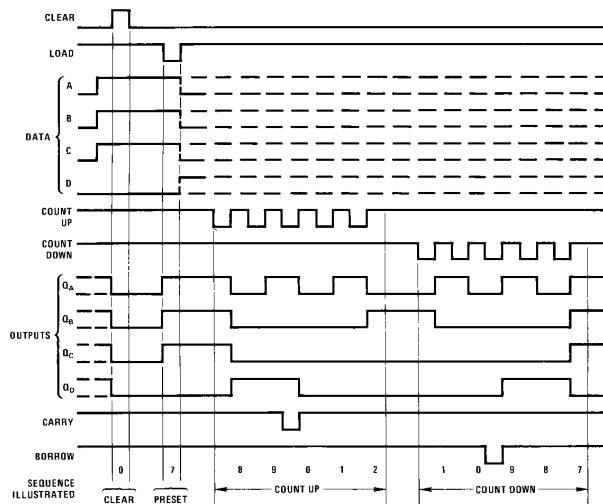 CLEAR
LOAD
A
B
DATA
C
D
COUNT
UP
COUNT
DOWN
QA
QB
OUTPUTS
QC
QD
CARRY
BORROW
SEQUENCE
ILLUSTRATED
0 7 8 9 0 1 2 1 0 9 8 7
CLEAR PRESET COUNT UP COUNT DOWN